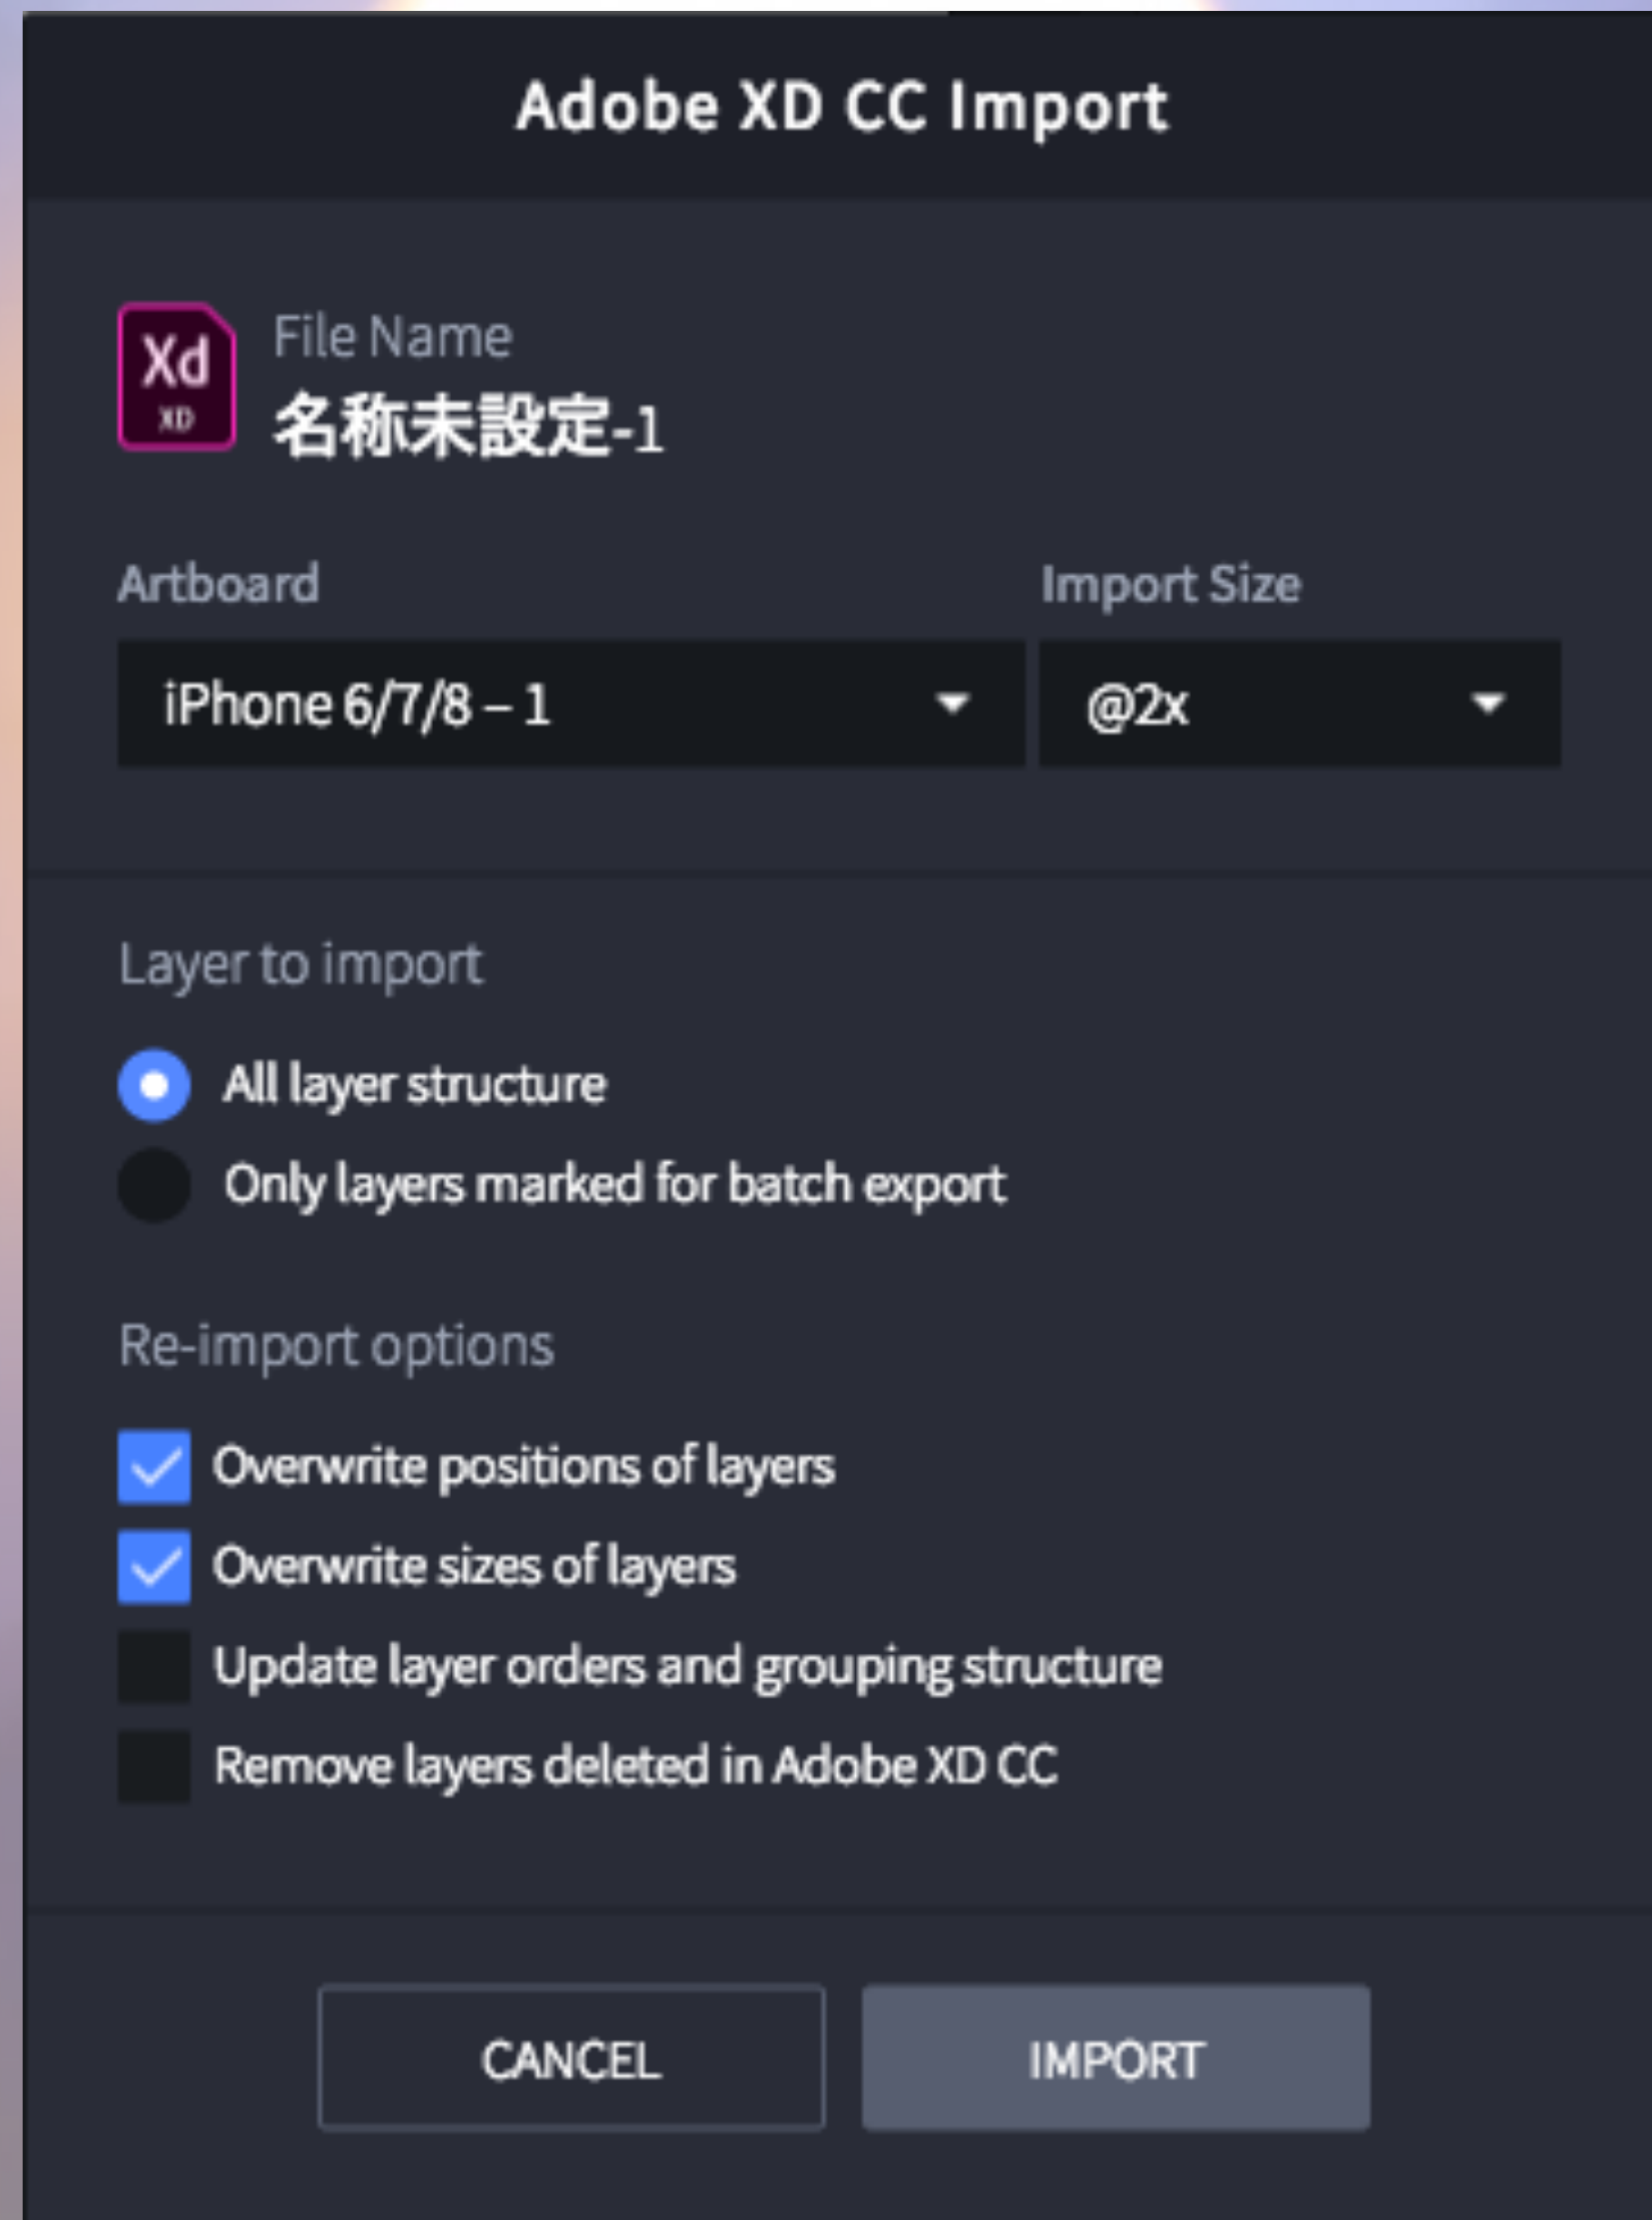 Adobe XD CC Import
Xd
XD
File Name
名称未設定-1
Artboard
Import Size
iPhone 6/7/8 – 1
@2x
Layer to import
All layer structure
Only layers marked for batch export
Re-import options
Overwrite positions of layers
Overwrite sizes of layers
Update layer orders and grouping structure
Remove layers deleted in Adobe XD CC
CANCEL
IMPORT